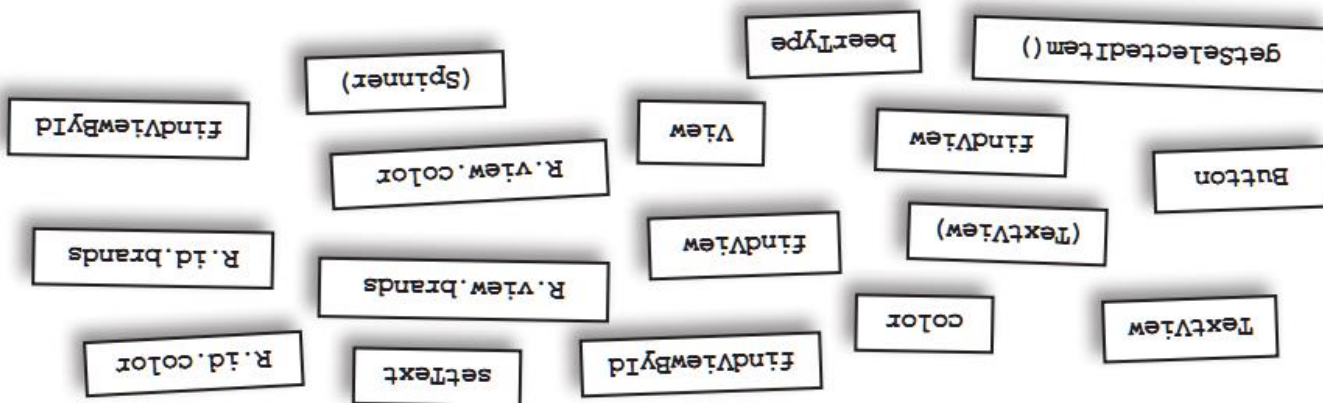 TextView
color
findViewById
setText
R.id.color
(TextView)
findView
R.view.brands
R.id.brands
Button
findView
View
R.view.color
findViewById
getSelectedItem()
beerType
(Spinner)